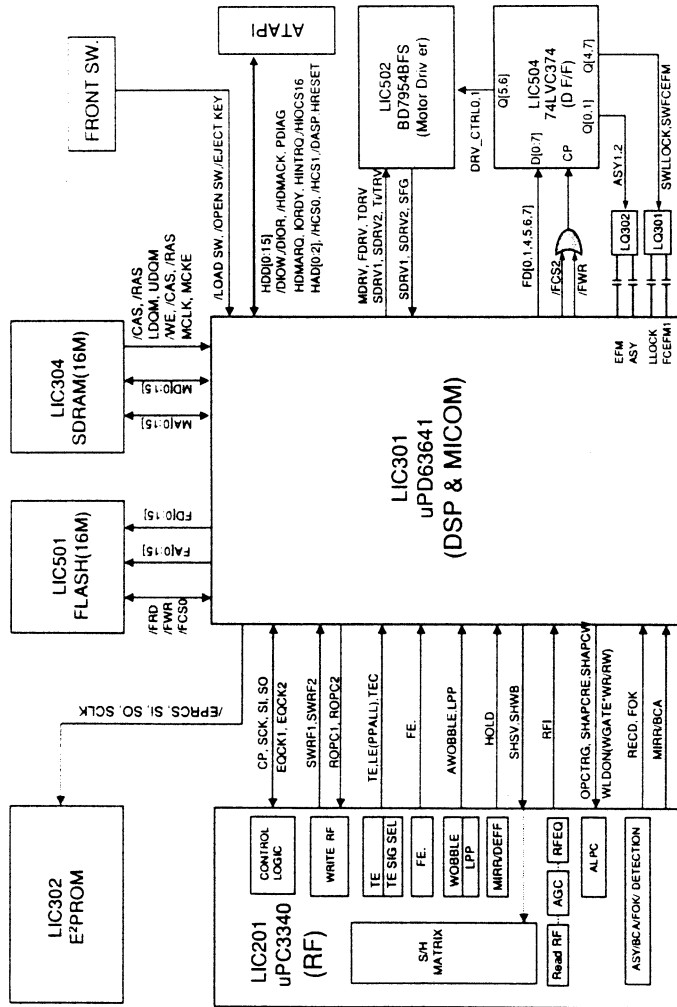 LIC302
E²PROM
LIC501
FLASH(16M)
LIC304
SDRAM(16M)
FRONT SW.
ATAPI
/EPRCS, SI, SO, SCLK
/FRD
/FWR
/FCS0
FA[0:15]
FD[0:15]
MA[0:15]
MD[0:15]
/CAS, /RAS
LDQM, UDQM
/WE, /CAS, /RAS
MCLK, MCKE
/LOAD SW, /OPEN SW, /EJECT KEY
HDD[0:15]
/DIOW, /DIOR, /HDMACK, PDIAG
HDMARQ, IORDY, HINTRQ, /HIOCS16
HAD[0:2], /HCS0, /HCS1, /DASP, HRESET
LIC201
uPC3340
(RF)
CONTROL
LOGIC
WRITE RF
TE
TE SIG SEL
FE.
WOBBLE
LPP
MIRR/DEFF
S/H
MATRIX
Read RF
AGC
RFEQ
ALPC
ASY/BCA/FOK/ DETECTION
CP, SCK, SI, SO
EQCK1, EQCK2
SWRF1,SWRF2
ROPC1, ROPC2
TE,LE(PPALL),TEC
FE.
AWOBBLE,LPP
HOLD
SHSV, SHWB
RFI
OPCTRG, SHAPCRE,SHAPCW
WLDON(WGATE*WR/RW)
RECD, FOK
MIRR/BCA
LIC301
uPD63641
(DSP & MICOM)
MDRV, FDRV, TDRV
SDRV1, SDRV2, TVTRV
SDRV1, SDRV2, SFG
LIC502
BD7954BFS
(Motor Driver)
DRV_CTRL0,1
FD[0,1,4,5,6,7]
/FCS2
/FWR
Q[5,6]
D[0:7]
CP
LIC504
74LVC374
(D F/F)
Q[0,1]
Q[4,7]
ASY1,2
SWLLOCK,SWFCEFM
LQ302
LQ301
EFM
ASY
LLOCK
FCEFM1